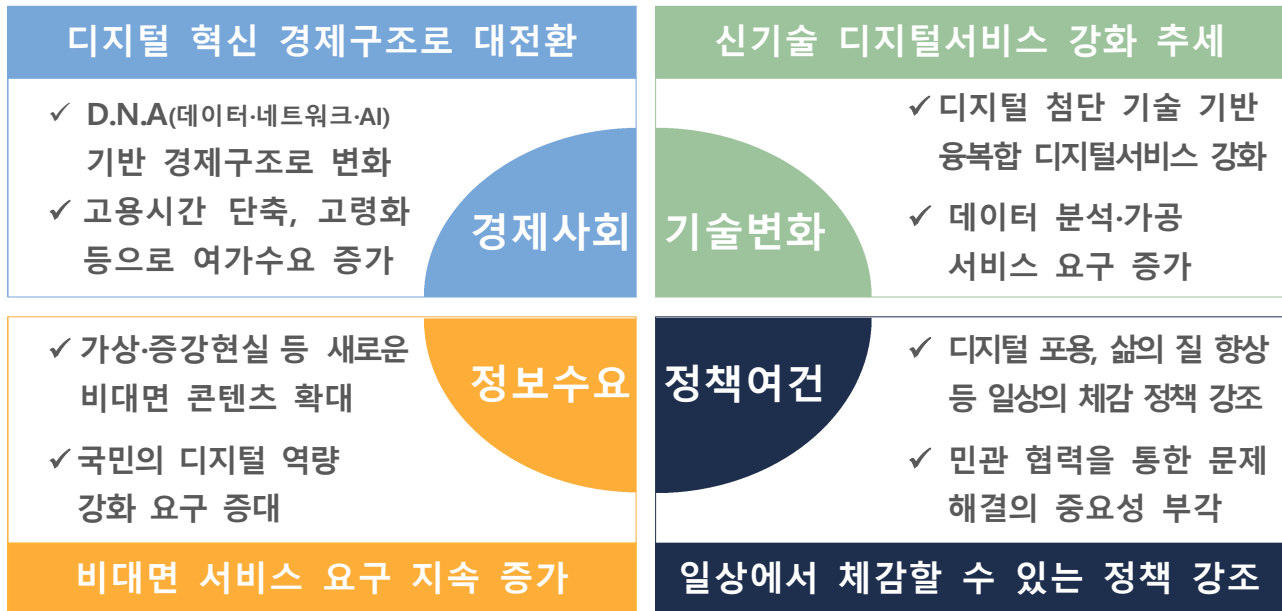 디지털 혁신 경제구조로 대전환
✓ D.N.A(데이터·네트워크·AI)
기반 경제구조로 변화
✓ 고용시간 단축, 고령화
등으로 여가수요 증가
경제사회
신기술 디지털서비스 강화 추세
✓ 디지털 첨단 기술 기반
융복합 디지털서비스 강화
✓ 데이터 분석·가공
서비스 요구 증가
기술변화
✓ 가상·증강현실 등 새로운
비대면 콘텐츠 확대
✓ 국민의 디지털 역량
강화 요구 증대
정보수요
비대면 서비스 요구 지속 증가
✓ 디지털 포용, 삶의 질 향상
등 일상의 체감 정책 강조
✓ 민관 협력을 통한 문제
해결의 중요성 부각
정책여건
일상에서 체감할 수 있는 정책 강조